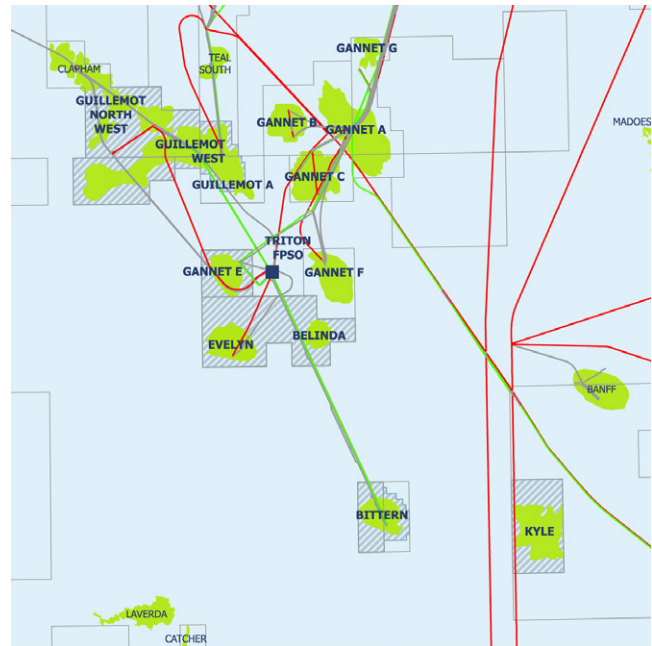 GANNET G
TEAL
SOUTH
CLAPHAM
GUILLEMOT
NORTH
WEST
GANNET B
GANNET A
MADOES
GUILLEMOT
WEST
GANNET C
GUILLEMOT A
TRITON
FPSO
GANNET E
GANNET F
BELINDA
EVELYN
BANFF
BITTERN
KYLE
LAVERDA
CATCHER